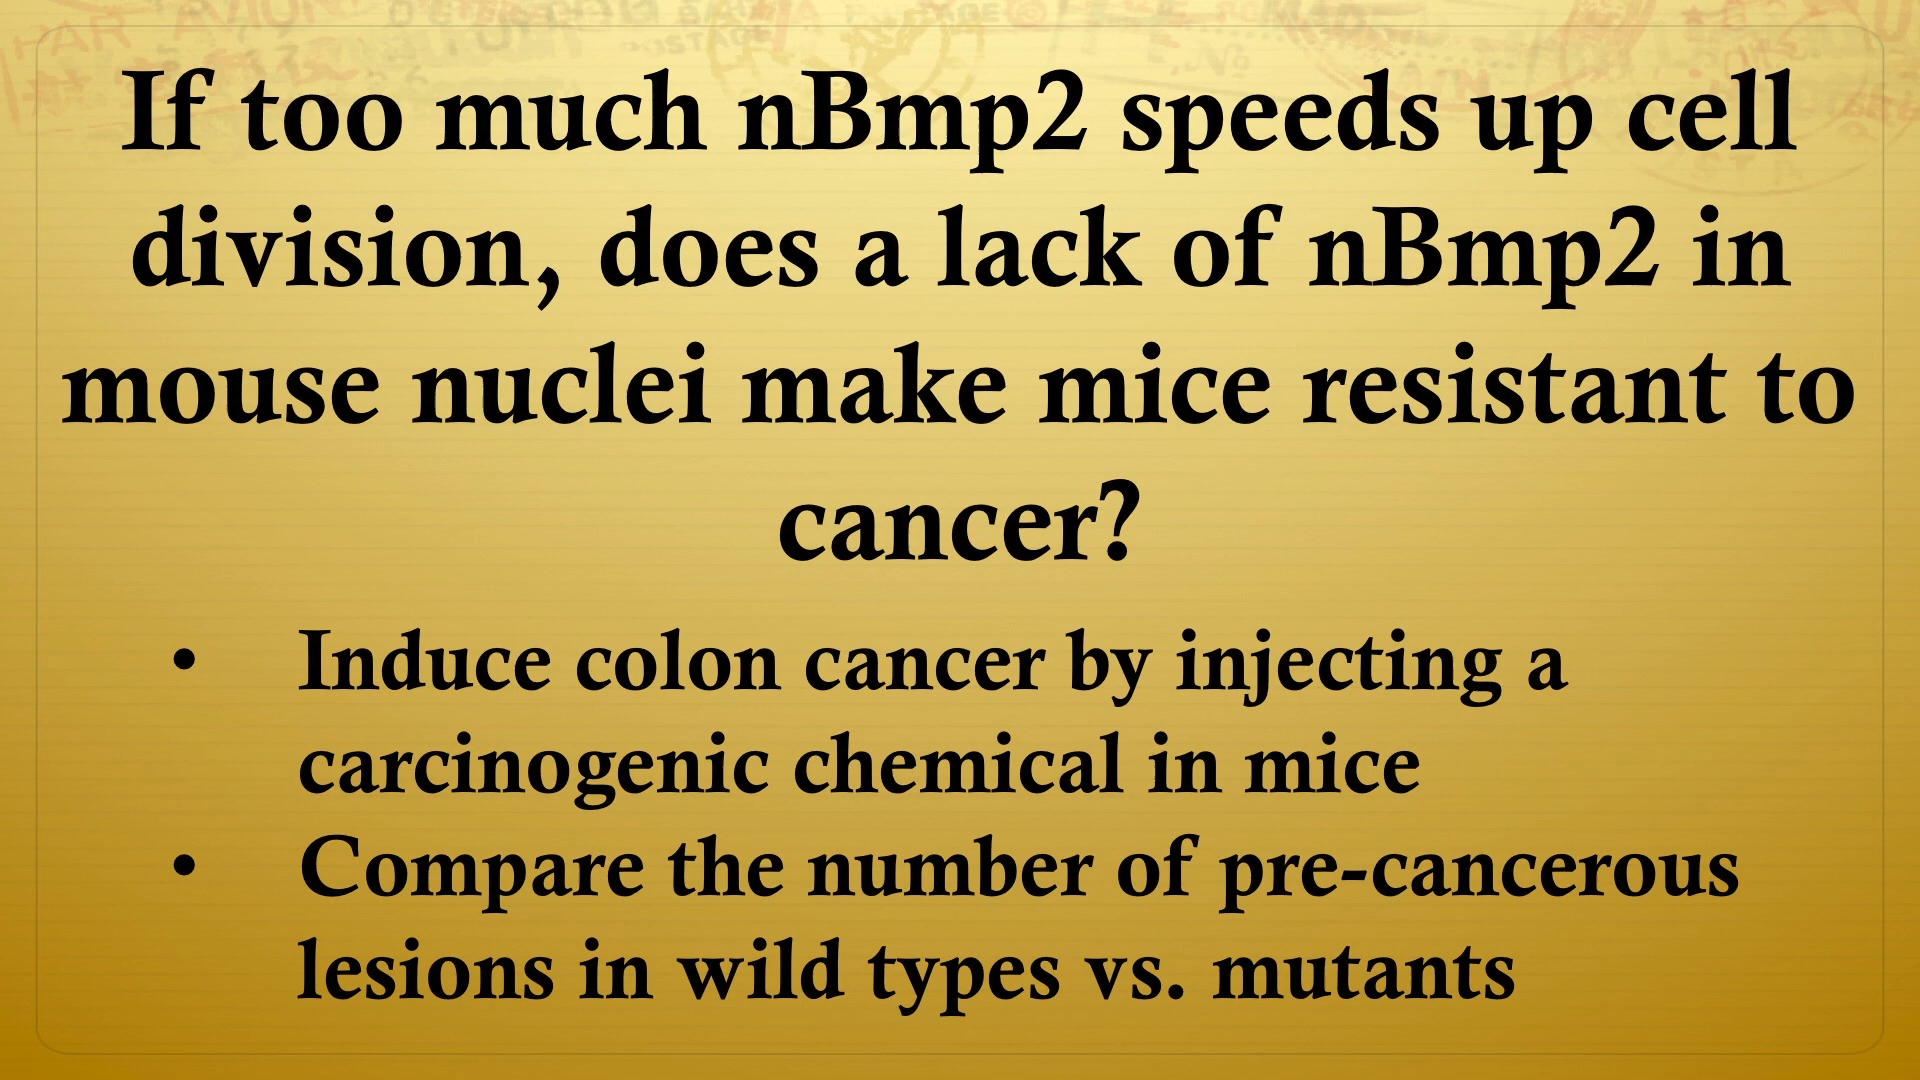 If too much nBmp2 speeds up cell
division, does a lack of nBmp2 in
mouse nuclei make mice resistant to
cancer?
• Induce colon cancer by injecting a
carcinogenic chemical in mice
• Compare the number of pre-cancerous
lesions in wild types vs. mutants